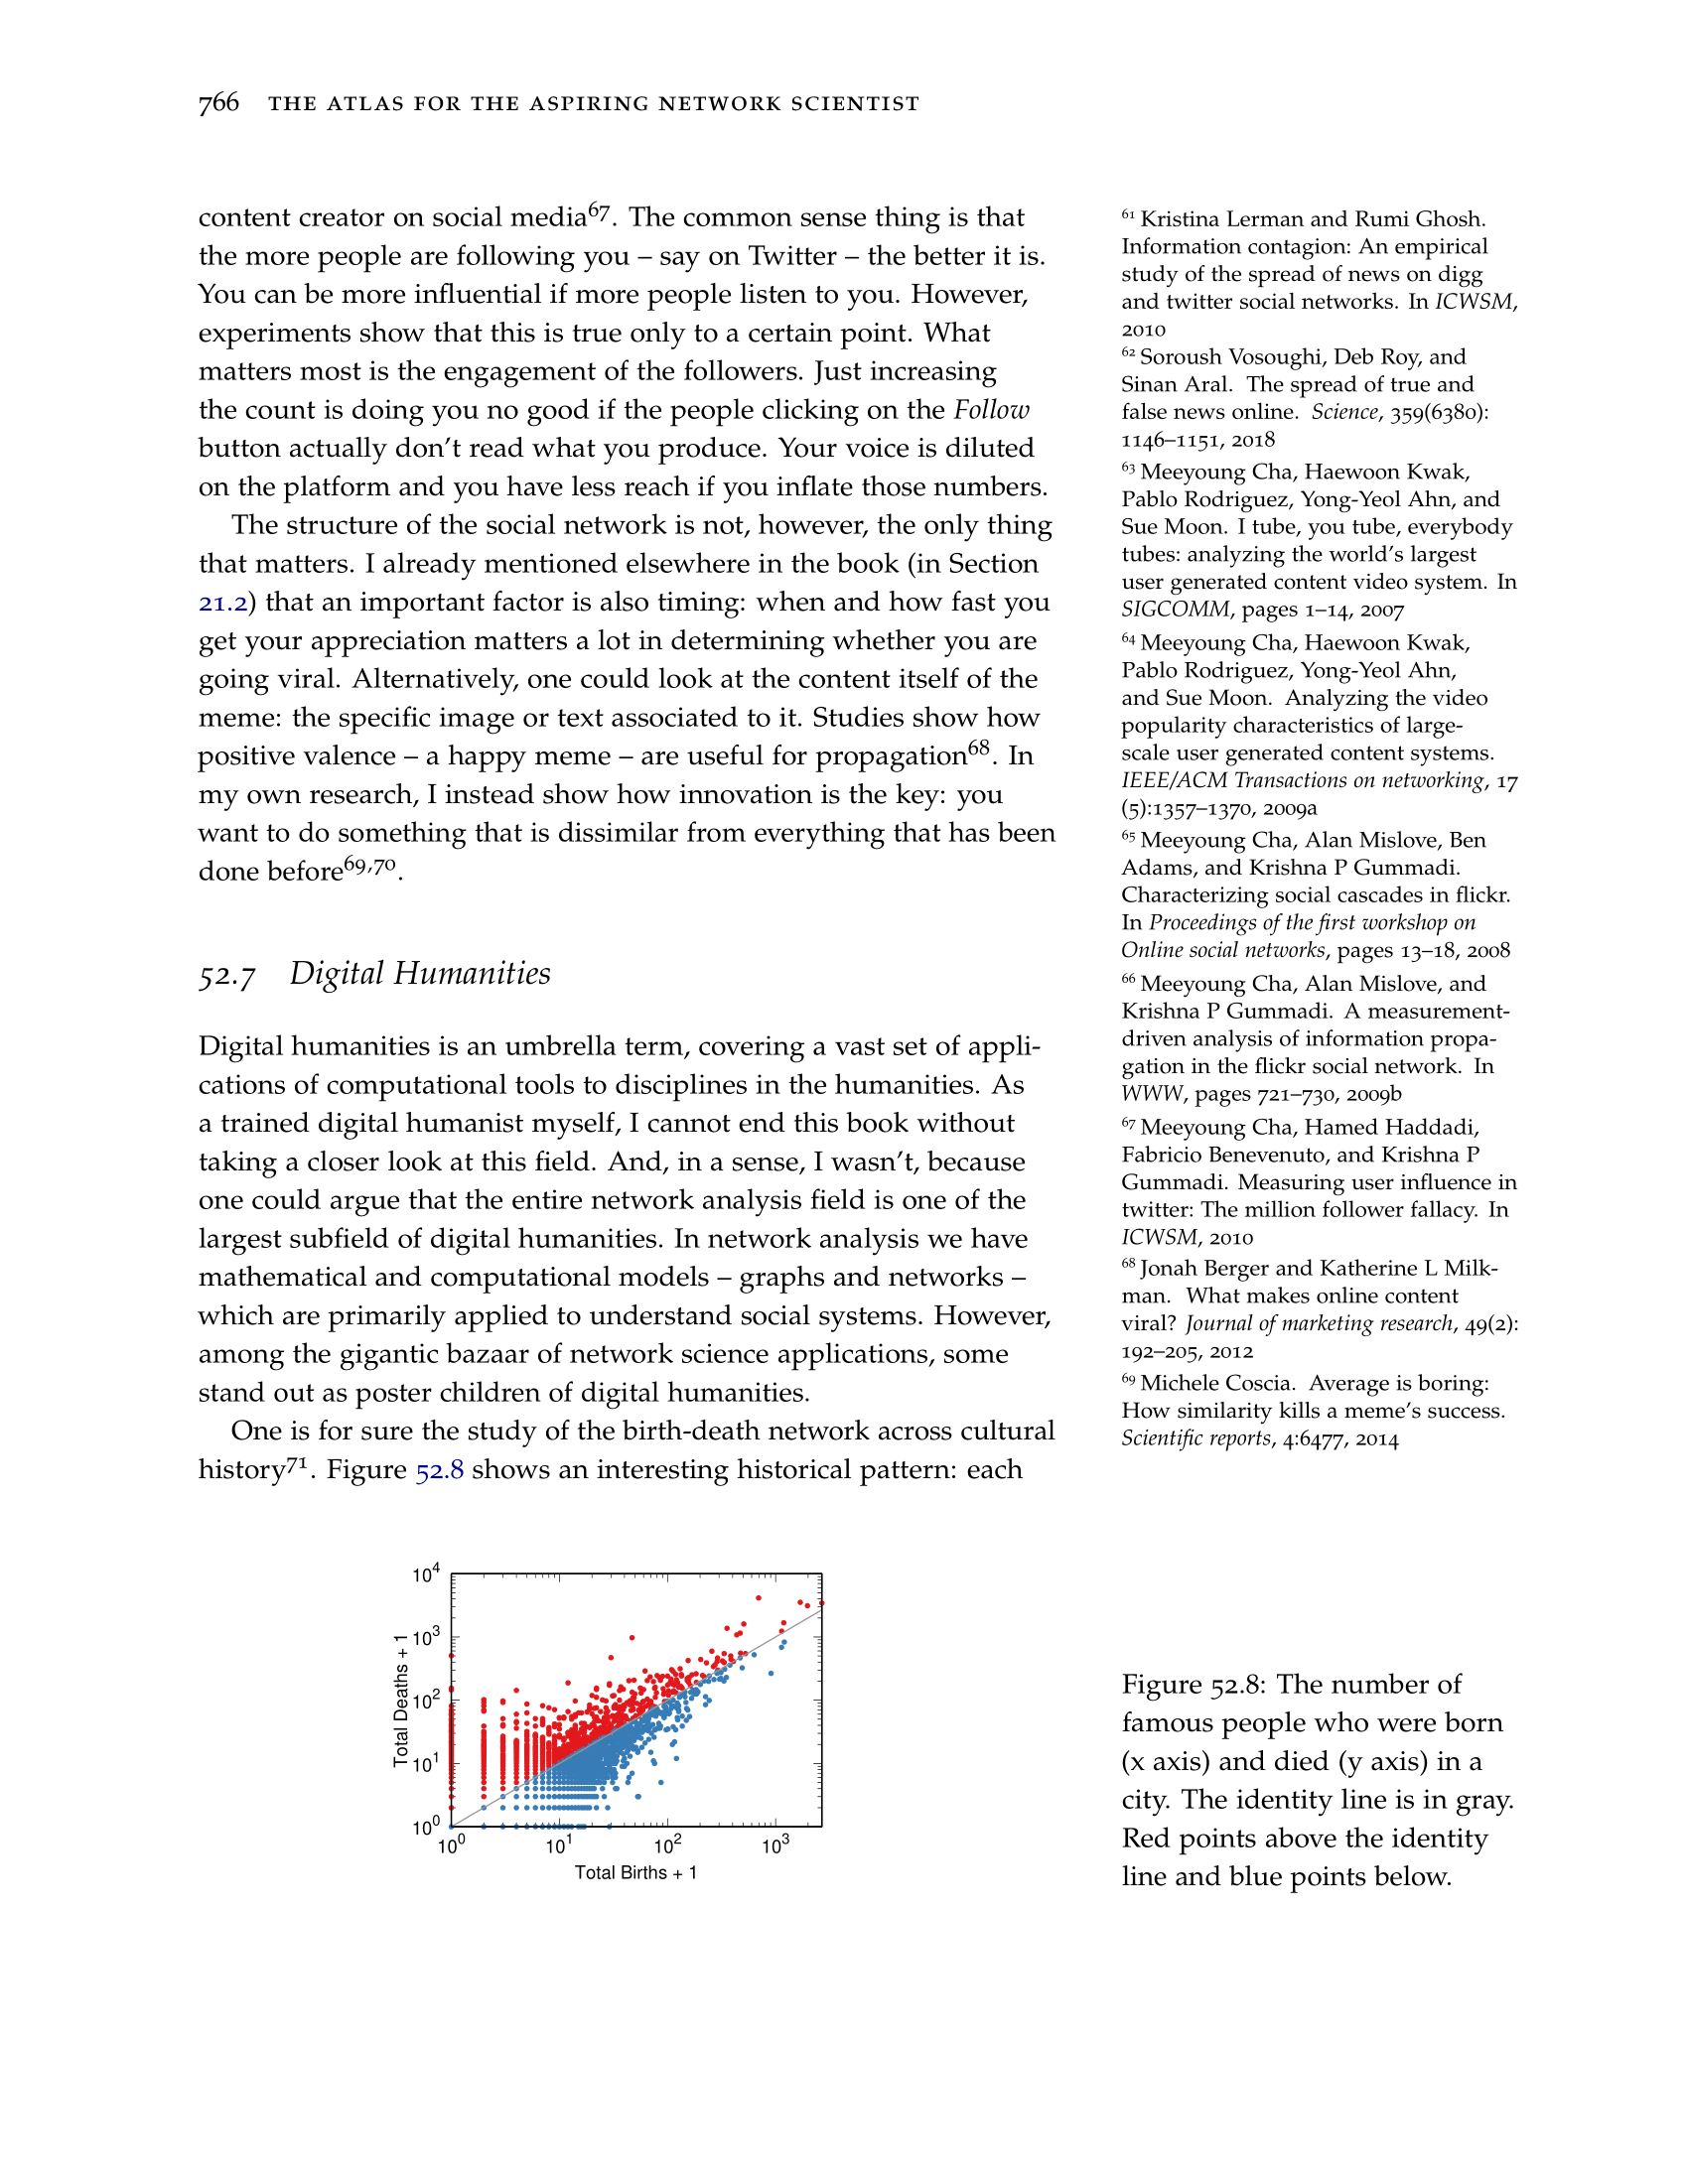 766 THE ATLAS FOR THE ASPIRING NETWORK SCIENTIST
content creator on social media67. The common sense thing is that
the more people are following you – say on Twitter – the better it is.
You can be more influential if more people listen to you. However,
experiments show that this is true only to a certain point. What
matters most is the engagement of the followers. Just increasing
the count is doing you no good if the people clicking on the Follow
button actually don't read what you produce. Your voice is diluted
on the platform and you have less reach if you inflate those numbers.
The structure of the social network is not, however, the only thing
that matters. I already mentioned elsewhere in the book (in Section
21.2) that an important factor is also timing: when and how fast you
get your appreciation matters a lot in determining whether you are
going viral. Alternatively, one could look at the content itself of the
meme: the specific image or text associated to it. Studies show how
positive valence – a happy meme – are useful for propagation68. In
my own research, I instead show how innovation is the key: you
want to do something that is dissimilar from everything that has been
done before69,70.
52.7 Digital Humanities
Digital humanities is an umbrella term, covering a vast set of appli-
cations of computational tools to disciplines in the humanities. As
a trained digital humanist myself, I cannot end this book without
taking a closer look at this field. And, in a sense, I wasn't, because
one could argue that the entire network analysis field is one of the
largest subfield of digital humanities. In network analysis we have
mathematical and computational models – graphs and networks –
which are primarily applied to understand social systems. However,
among the gigantic bazaar of network science applications, some
stand out as poster children of digital humanities.
One is for sure the study of the birth-death network across cultural
history71. Figure 52.8 shows an interesting historical pattern: each
61 Kristina Lerman and Rumi Ghosh.
Information contagion: An empirical
study of the spread of news on digg
and twitter social networks. In ICWSM,
2010
62 Soroush Vosoughi, Deb Roy, and
Sinan Aral. The spread of true and
false news online. Science, 359(6380):
1146–1151, 2018
63 Meeyoung Cha, Haewoon Kwak,
Pablo Rodriguez, Yong-Yeol Ahn, and
Sue Moon. I tube, you tube, everybody
tubes: analyzing the world's largest
user generated content video system. In
SIGCOMM, pages 1–14, 2007
64 Meeyoung Cha, Haewoon Kwak,
Pablo Rodriguez, Yong-Yeol Ahn,
and Sue Moon. Analyzing the video
popularity characteristics of large-
scale user generated content systems.
IEEE/ACM Transactions on networking, 17
(5):1357–1370, 2009a
65 Meeyoung Cha, Alan Mislove, Ben
Adams, and Krishna P Gummadi.
Characterizing social cascades in flickr.
In Proceedings of the first workshop on
Online social networks, pages 13–18, 2008
66 Meeyoung Cha, Alan Mislove, and
Krishna P Gummadi. A measurement-
driven analysis of information propa-
gation in the flickr social network. In
WWW, pages 721–730, 2009b
67 Meeyoung Cha, Hamed Haddadi,
Fabricio Benevenuto, and Krishna P
Gummadi. Measuring user influence in
twitter: The million follower fallacy. In
ICWSM, 2010
68 Jonah Berger and Katherine L Milk-
man. What makes online content
viral? Journal of marketing research, 49(2):
192–205, 2012
69 Michele Coscia. Average is boring:
How similarity kills a meme's success.
Scientific reports, 4:6477, 2014
Total Deaths + 1
10^4
10^3
10^2
10^1
10^0
10^0 10^1 10^2 10^3
Total Births + 1
Figure 52.8: The number of
famous people who were born
(x axis) and died (y axis) in a
city. The identity line is in gray.
Red points above the identity
line and blue points below.